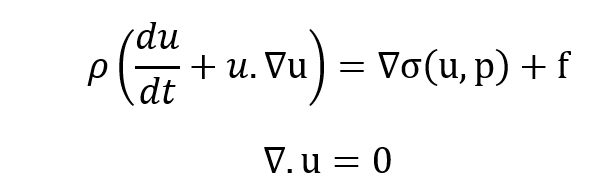 ρ(du/dt + u. ∇u) = ∇σ(u, p) + f
∇. u = 0